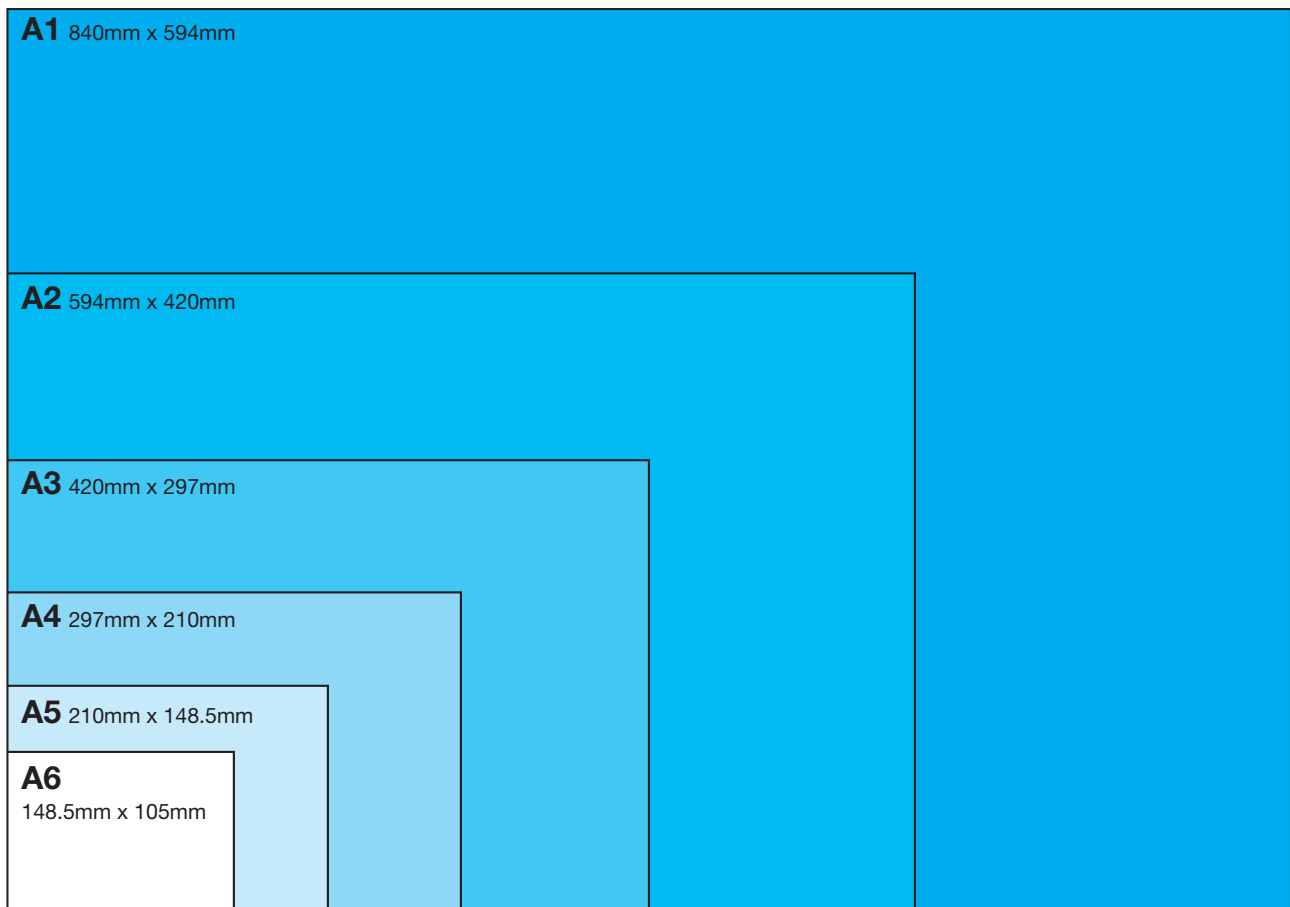 A1 840mm x 594mm
A2 594mm x 420mm
A3 420mm x 297mm
A4 297mm x 210mm
A5 210mm x 148.5mm
A6
148.5mm x 105mm